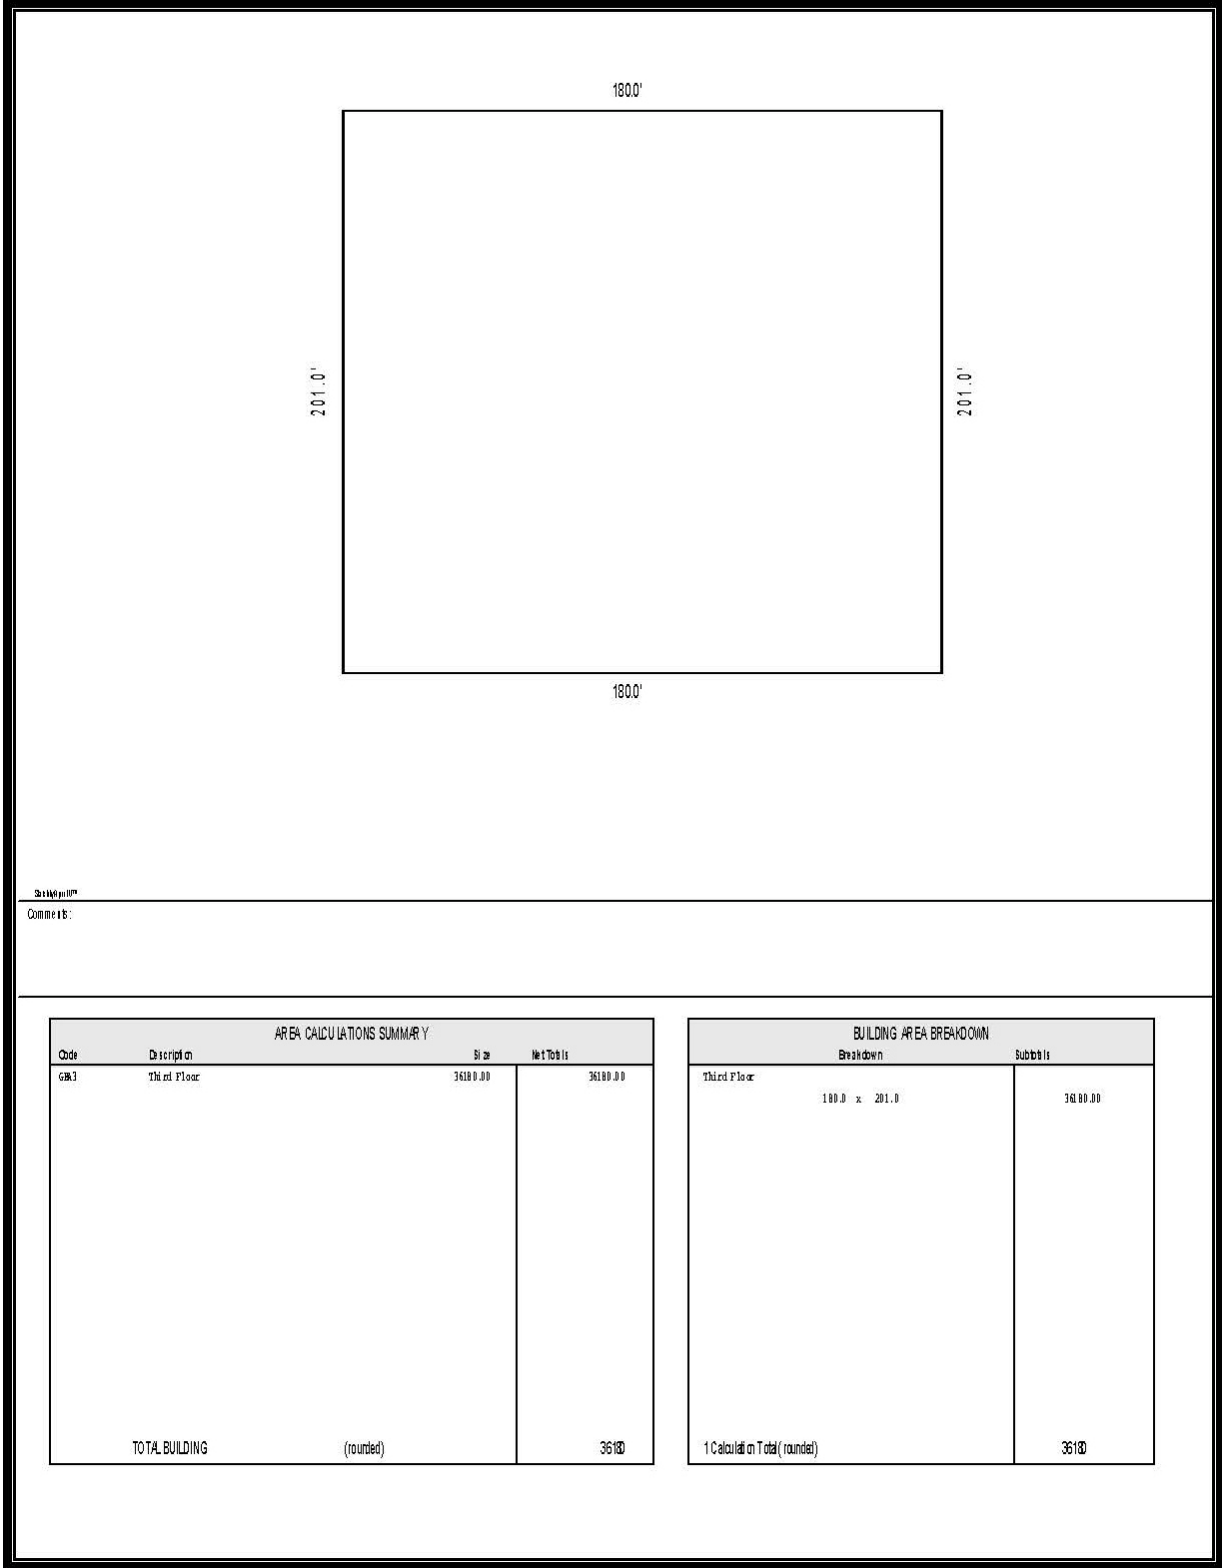 180.0'
201.0'
201.0'
180.0'
Comments:
AREA CALCULATIONS SUMMARY
Code Description Size Net Totals
GBA3 Third Floor 36180.00 36180.00
TOTAL BUILDING (rounded) 36180
BUILDING AREA BREAKDOWN
Breakdown Subtotals
Third Floor
180.0 x 201.0 36180.00
1 Calculation Total (rounded) 36180